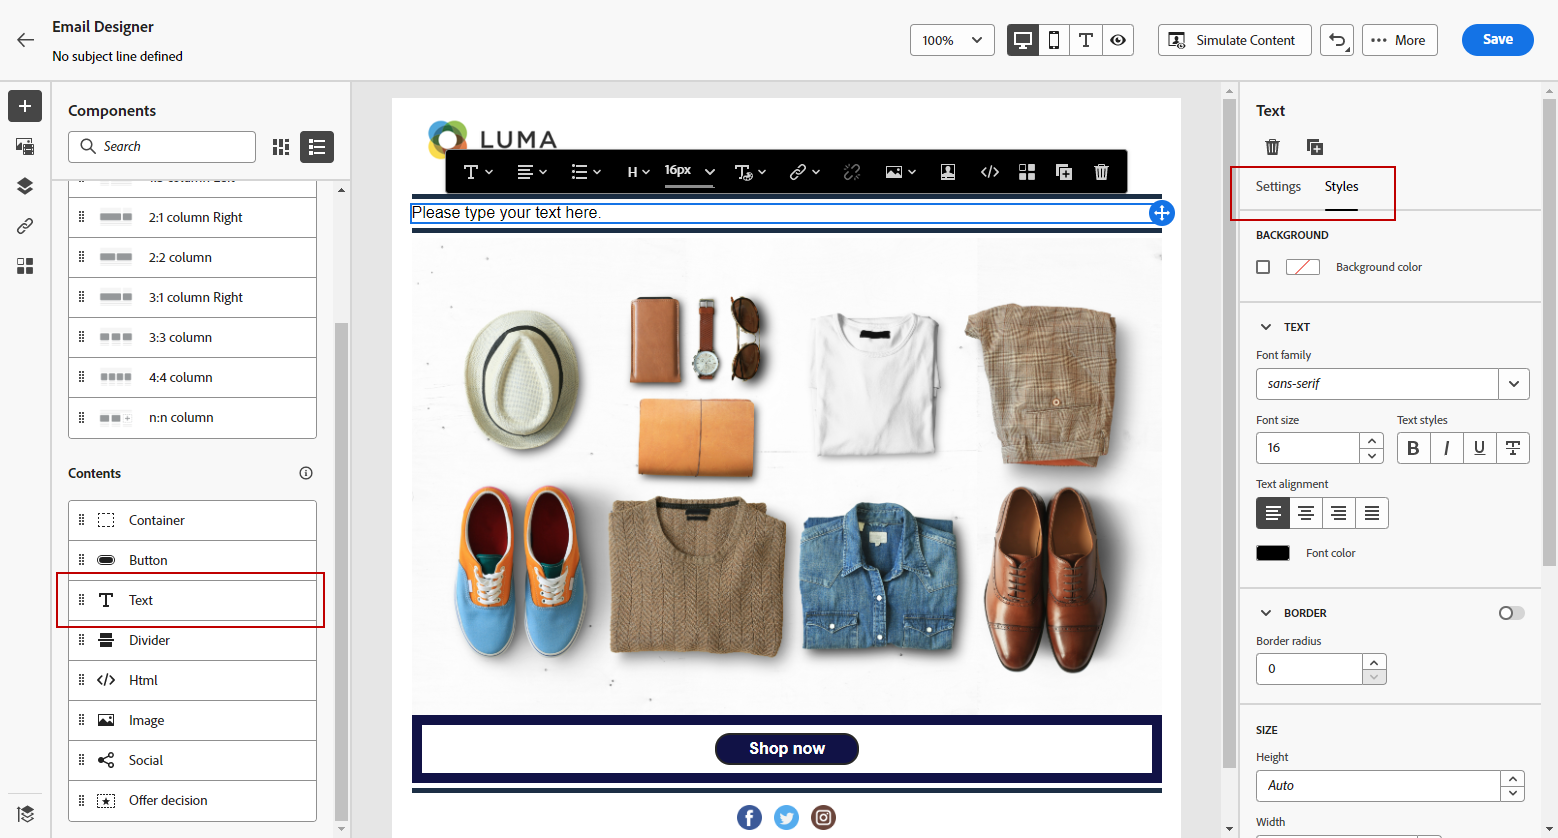 Email Designer
No subject line defined
100%
Simulate Content
More
Save
Components
Search
2:1 column Right
2:2 column
3:1 column Right
3:3 column
4:4 column
n:n column
Contents
Container
Button
Text
Divider
Html
Image
Social
Offer decision
LUMA
H
16px
Please type your text here.
Shop now
Text
Settings
Styles
BACKGROUND
Background color
TEXT
Font family
sans-serif
Font size
Text styles
16
B I U T
Text alignment
Font color
BORDER
Border radius
0
SIZE
Height
Auto
Width